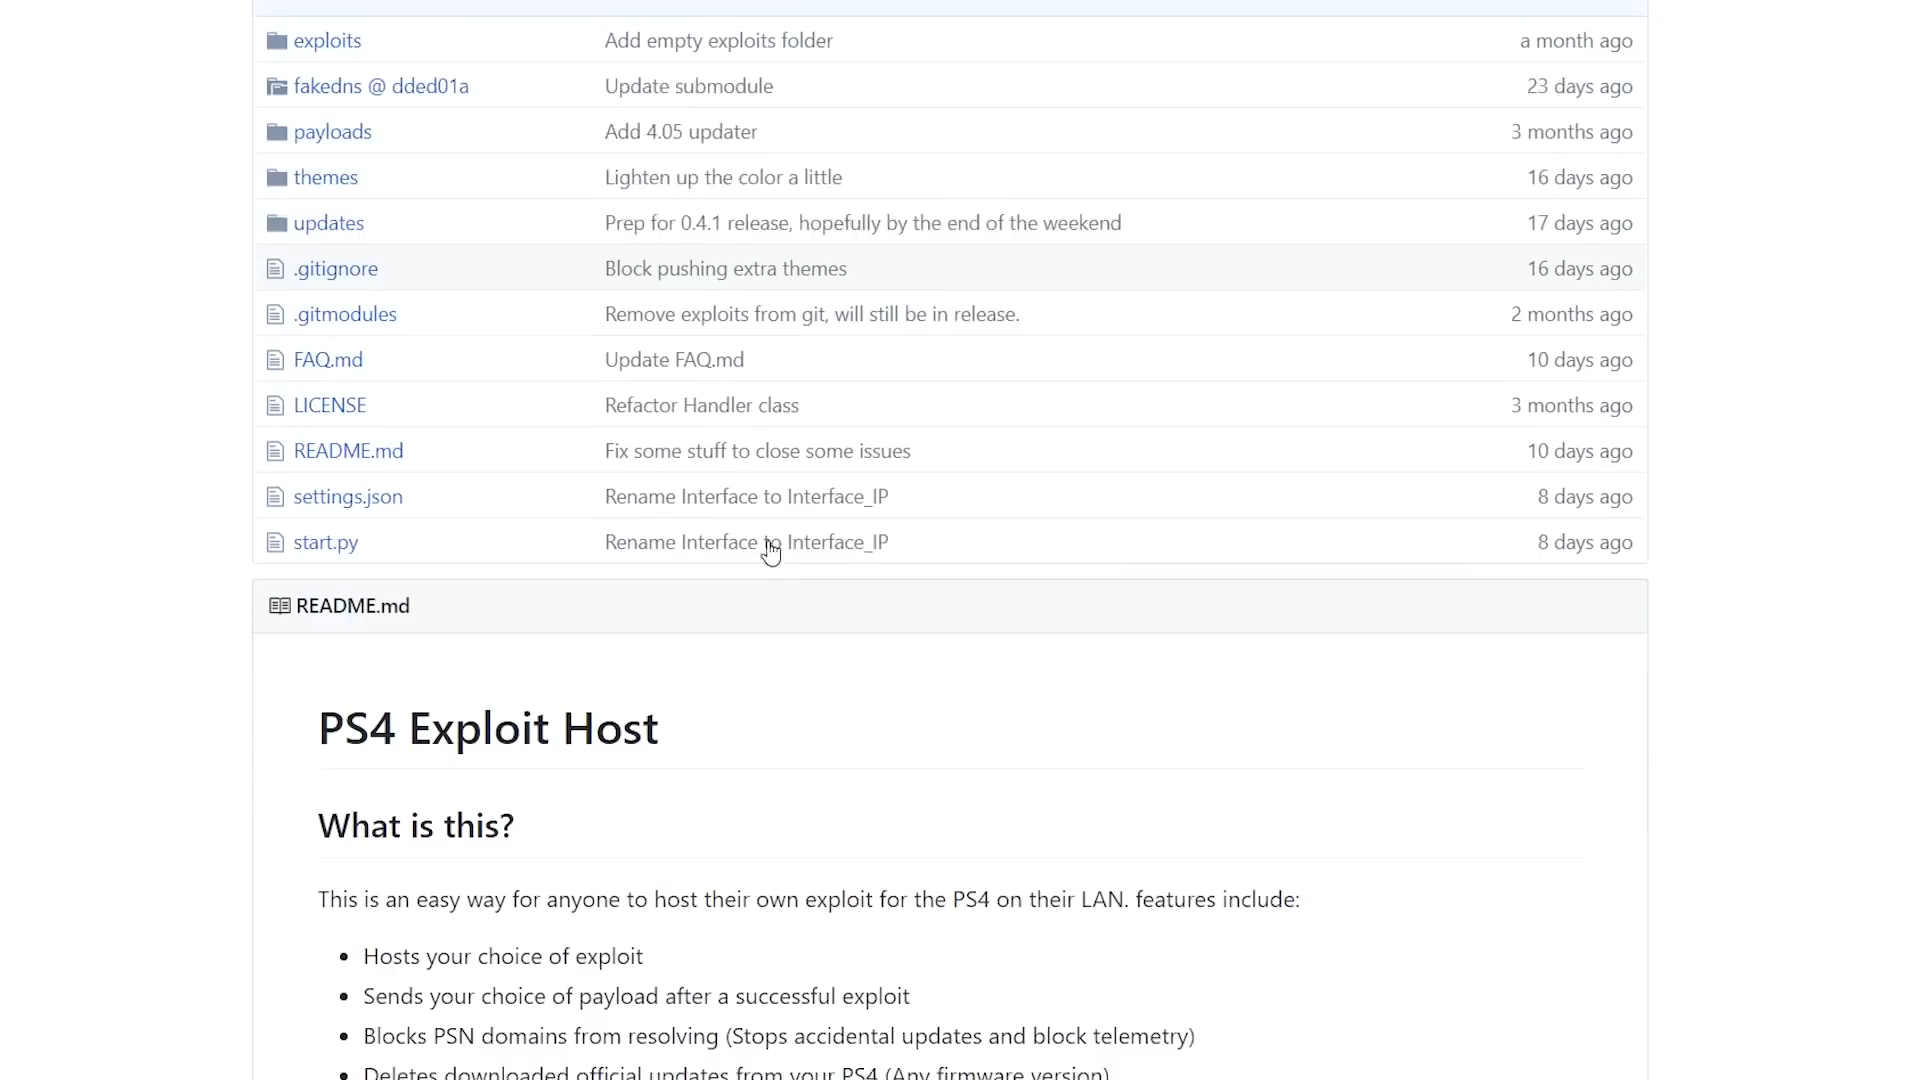 exploits Add empty exploits folder a month ago
fakedns @ dded01a Update submodule 23 days ago
payloads Add 4.05 updater 3 months ago
themes Lighten up the color a little 16 days ago
updates Prep for 0.4.1 release, hopefully by the end of the weekend 17 days ago
.gitignore Block pushing extra themes 16 days ago
.gitmodules Remove exploits from git, will still be in release. 2 months ago
FAQ.md Update FAQ.md 10 days ago
LICENSE Refactor Handler class 3 months ago
README.md Fix some stuff to close some issues 10 days ago
settings.json Rename Interface to Interface_IP 8 days ago
start.py Rename Interface to Interface_IP 8 days ago
README.md
PS4 Exploit Host
What is this?
This is an easy way for anyone to host their own exploit for the PS4 on their LAN. features include:
• Hosts your choice of exploit
• Sends your choice of payload after a successful exploit
• Blocks PSN domains from resolving (Stops accidental updates and block telemetry)
• Deletes downloaded official updates from your PS4 (Any firmware version)